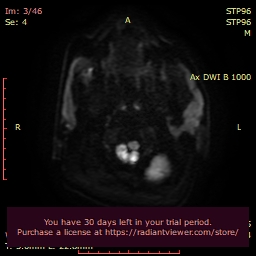 Im: 3/46 STP96
Se: 4 STP96
M
A
Ax DWI B 1000
R L
You have 30 days left in your trial period.
Purchase a license at https://radiantviewer.com/store/